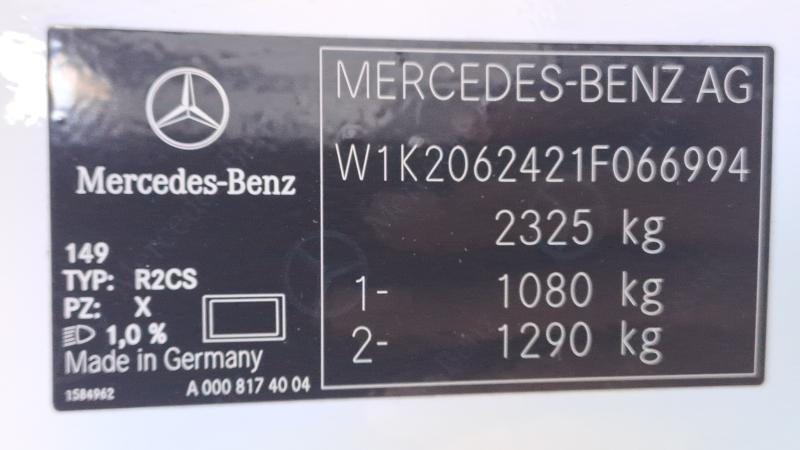 Mercedes-Benz
149
TYP: R2CS
PZ: X
1,0 %
Made in Germany
1584962
A 000 817 40 04
MERCEDES-BENZ AG
W1K2062421F066994
2325 kg
1- 1080 kg
2- 1290 kg